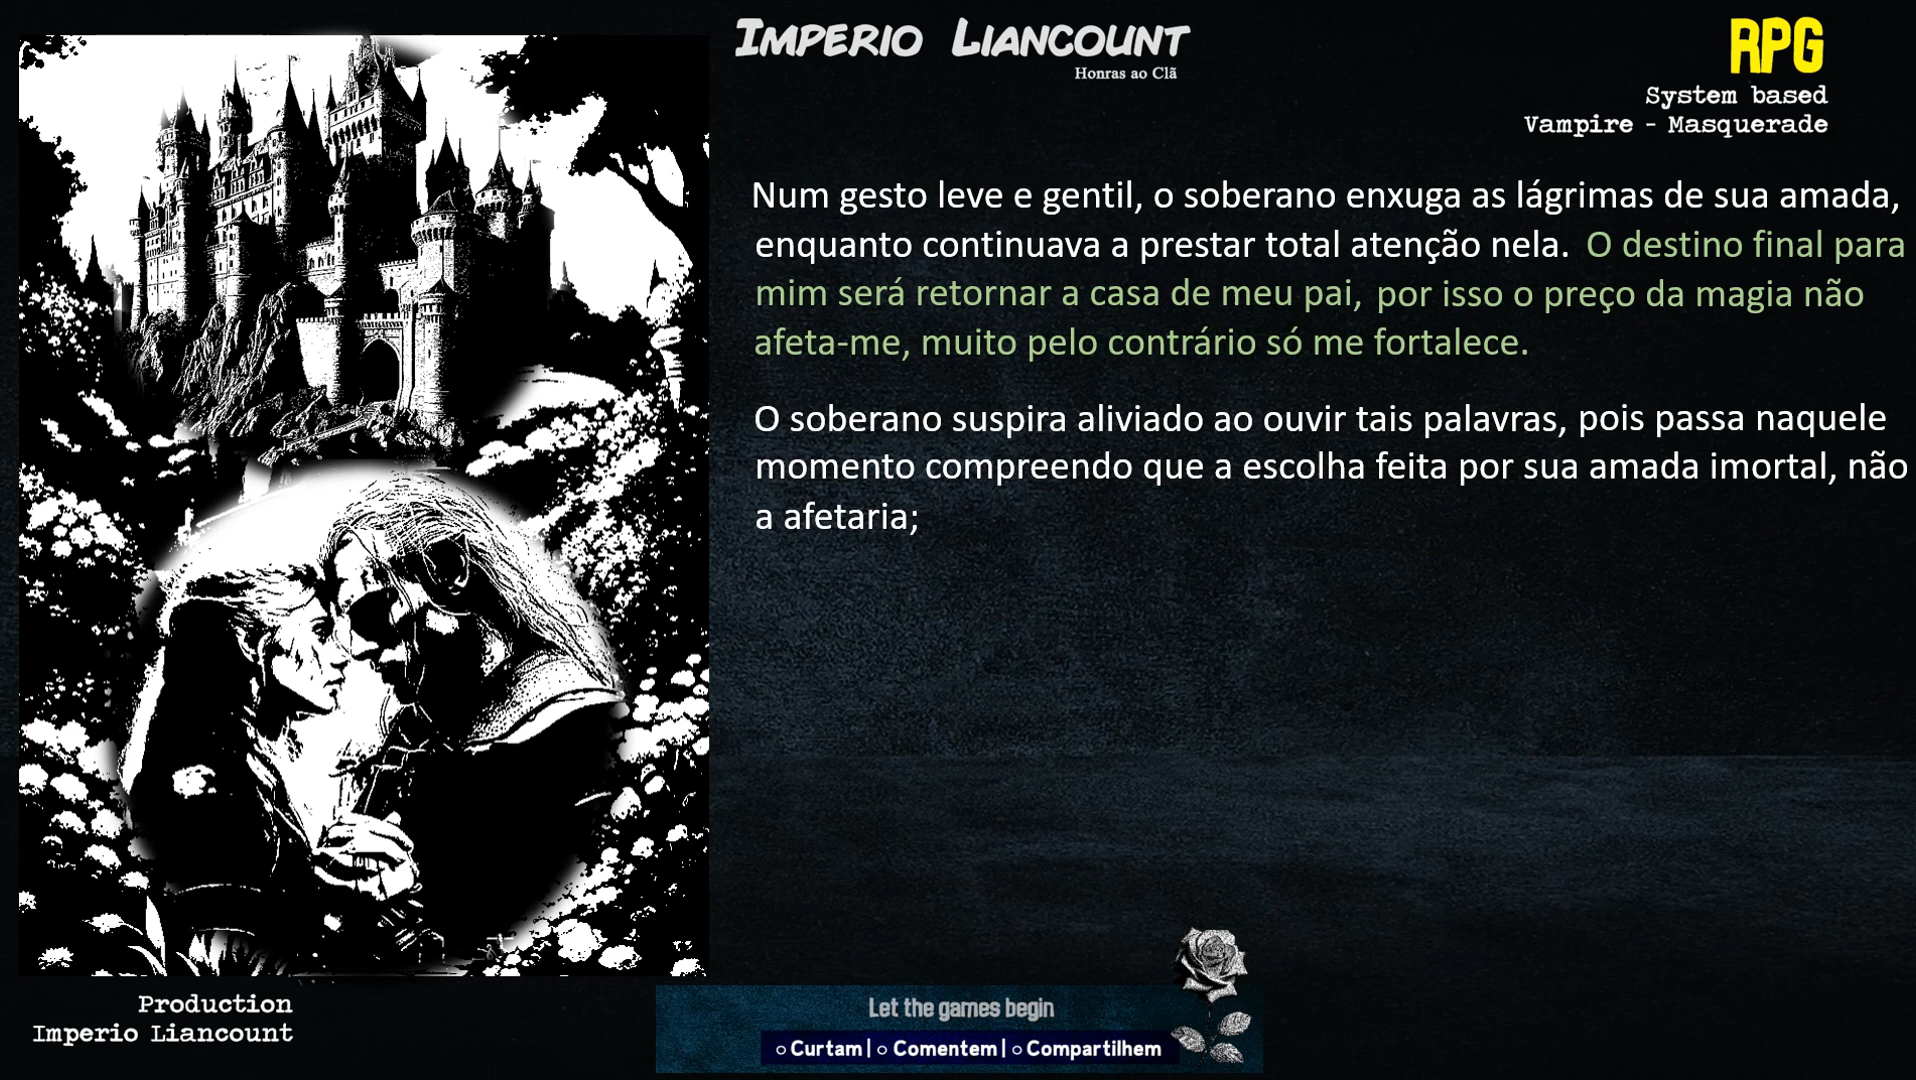 IMPERIO LIANCOUNT
Honras ao Clã
RPG
System based
Vampire - Masquerade
Num gesto leve e gentil, o soberano enxuga as lágrimas de sua amada,
enquanto continuava a prestar total atenção nela. O destino final para
mim será retornar a casa de meu pai, por isso o preço da magia não
afeta-me, muito pelo contrário só me fortalece.
O soberano suspira aliviado ao ouvir tais palavras, pois passa naquele
momento compreendo que a escolha feita por sua amada imortal, não
a afetaria;
Production
Imperio Liancount
Let the games begin
○ Curtam | ○ Comentem | ○ Compartilhem